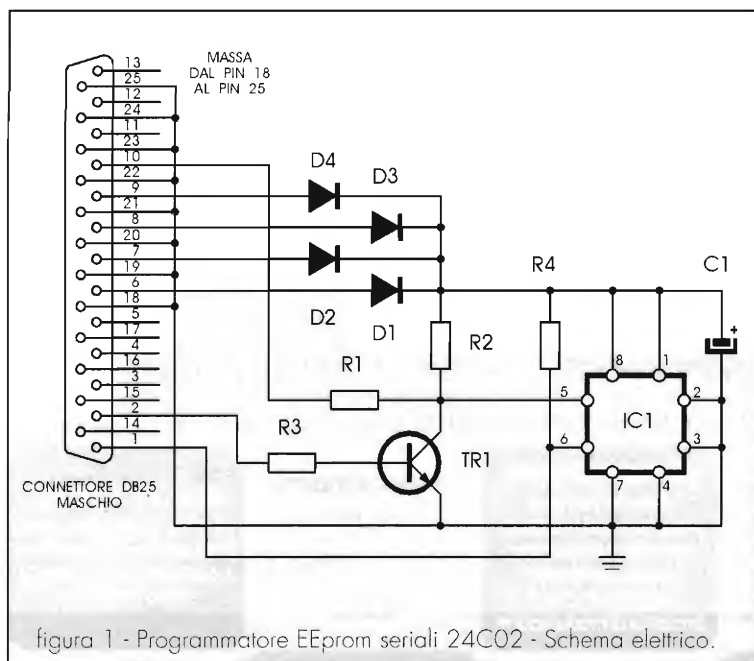 MASSA
DAL PIN 18
AL PIN 25
13
25
12
24
11
23
10
22
9
21
8
20
7
19
6
18
5
17
4
16
3
15
2
14
1
CONNETTORE DB25
MASCHIO
D4
D3
D2
D1
R4
C1
+
R2
R1
R3
TR1
8
1
5
2
IC1
6
3
7
4
figura 1 - Programmatore EEprom seriali 24C02 - Schema elettrico.